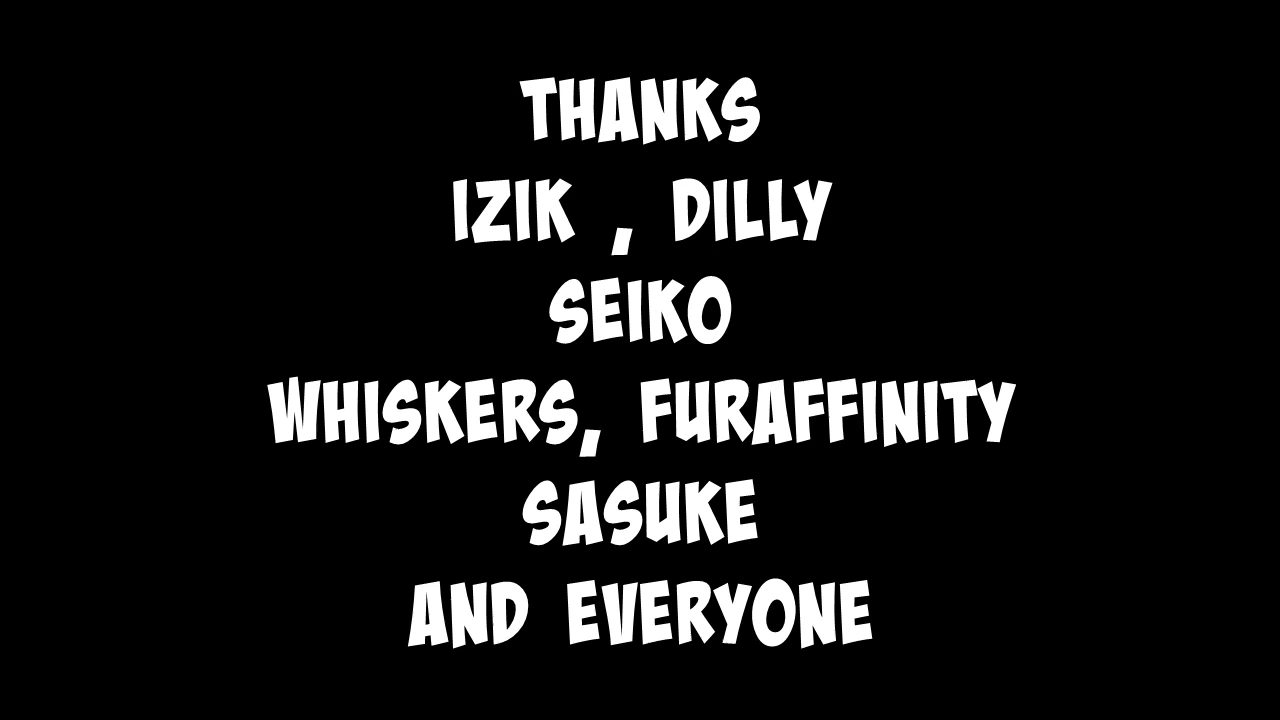 THANKS
IZIK , DILLY
SEIKO
WHISKERS, FURAFFINITY
SASUKE
AND EVERYONE